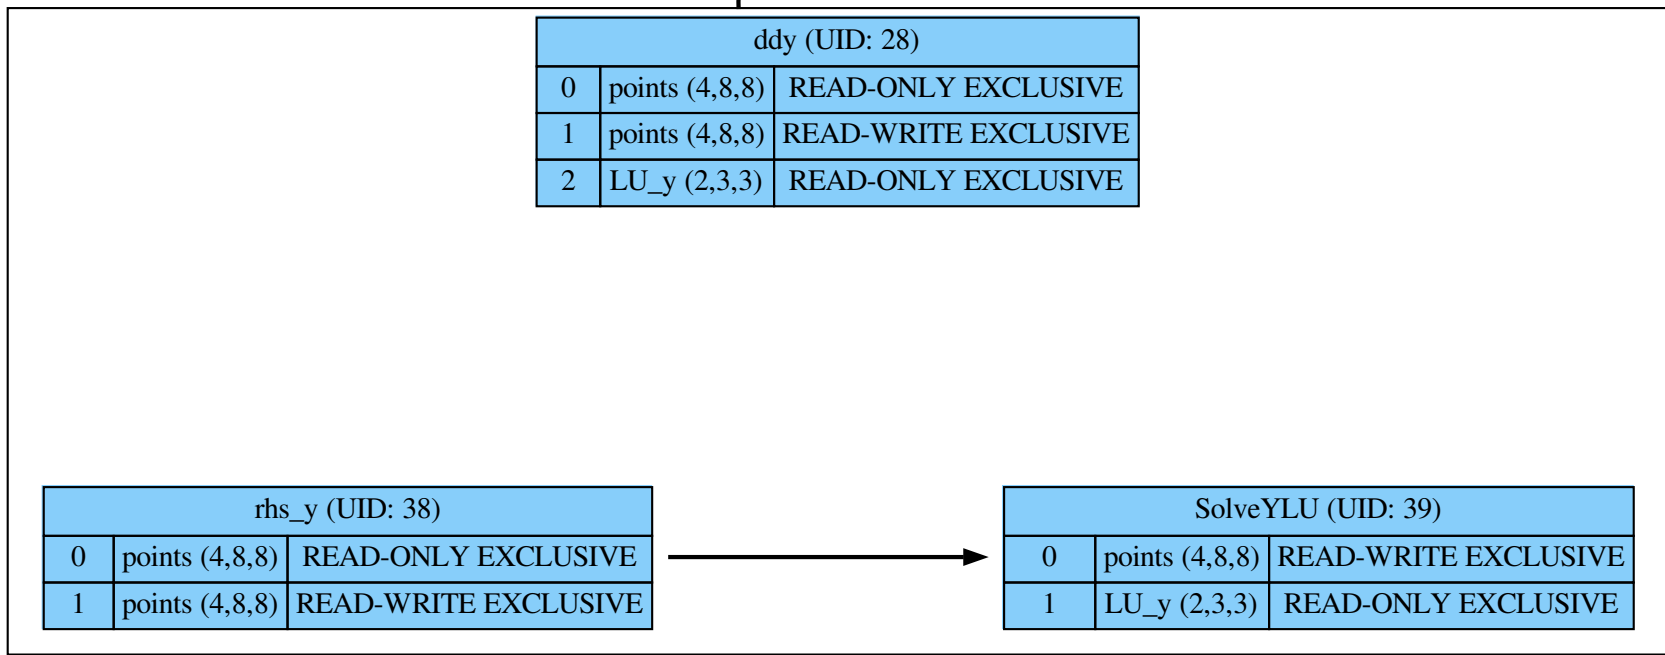 ddy (UID: 28)
0 points (4,8,8) READ-ONLY EXCLUSIVE
1 points (4,8,8) READ-WRITE EXCLUSIVE
2 LU_y (2,3,3) READ-ONLY EXCLUSIVE
rhs_y (UID: 38)
0 points (4,8,8) READ-ONLY EXCLUSIVE
1 points (4,8,8) READ-WRITE EXCLUSIVE
SolveYLU (UID: 39)
0 points (4,8,8) READ-WRITE EXCLUSIVE
1 LU_y (2,3,3) READ-ONLY EXCLUSIVE